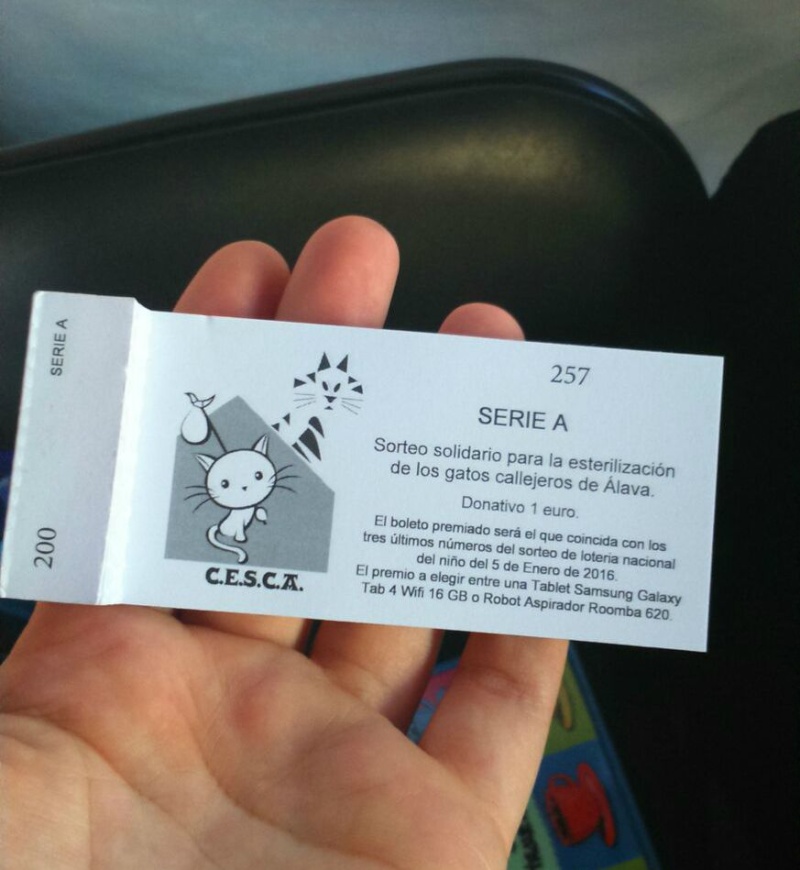 SERIE A
200
257
SERIE A
Sorteo solidario para la esterilización
de los gatos callejeros de Álava.
Donativo 1 euro.
El boleto premiado será el que coincida con los
tres últimos números del sorteo de loteria nacional
del niño del 5 de Enero de 2016.
El premio a elegir entre una Tablet Samsung Galaxy
Tab 4 Wifi 16 GB o Robot Aspirador Roomba 620.
C.E.S.C.A.